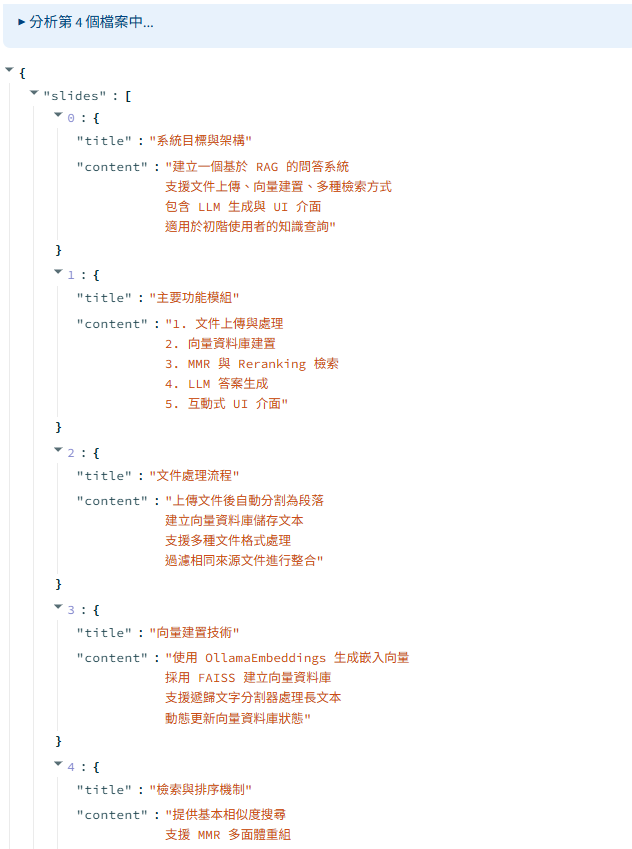 ▸ 分析第 4 個檔案中...
{
"slides" : [
0 : {
"title" : "系統目標與架構"
"content" : "建立一個基於 RAG 的問答系統
支援文件上傳、向量建置、多種檢索方式
包含 LLM 生成與 UI 介面
適用於初階使用者的知識查詢"
}
1 : {
"title" : "主要功能模組"
"content" : "1. 文件上傳與處理
2. 向量資料庫建置
3. MMR 與 Reranking 檢索
4. LLM 答案生成
5. 互動式 UI 介面"
}
2 : {
"title" : "文件處理流程"
"content" : "上傳文件後自動分割為段落
建立向量資料庫儲存文本
支援多種文件格式處理
過濾相同來源文件進行整合"
}
3 : {
"title" : "向量建置技術"
"content" : "使用 OllamaEmbeddings 生成嵌入向量
採用 FAISS 建立向量資料庫
支援遞歸文字分割器處理長文本
動態更新向量資料庫狀態"
}
4 : {
"title" : "檢索與排序機制"
"content" : "提供基本相似度搜尋
支援 MMR 多面體重組